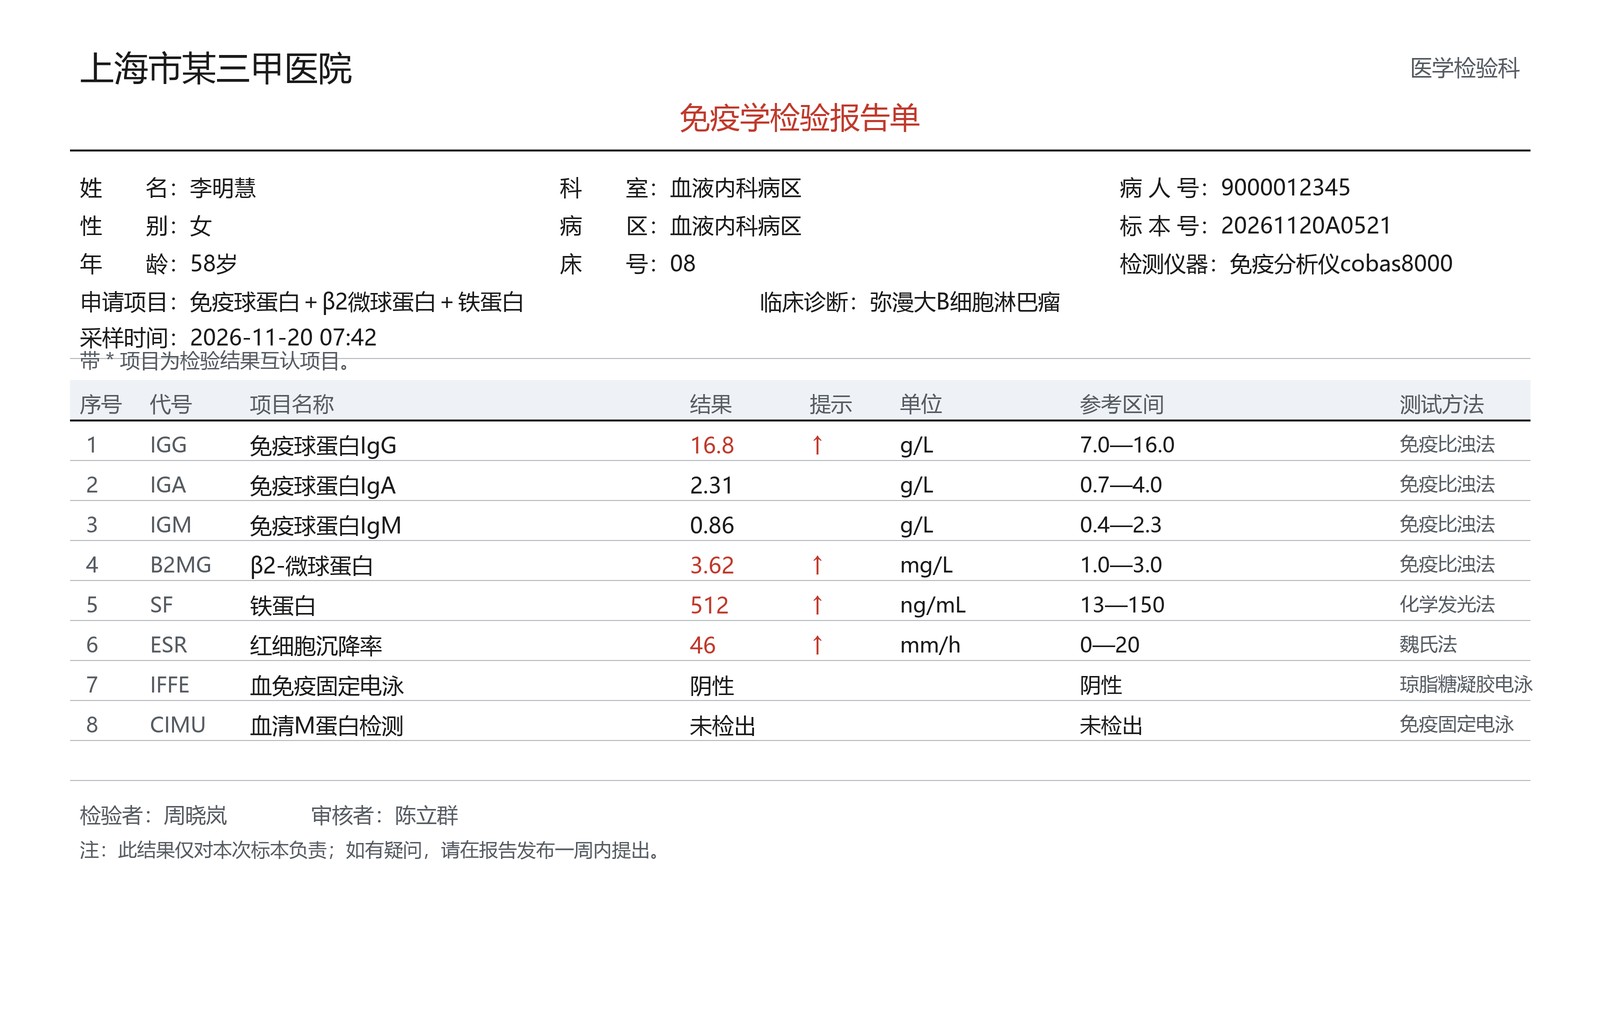 上海市某三甲医院 医学检验科
免疫学检验报告单
姓 名：李明慧 科 室：血液内科病区 病 人 号：9000012345
性 别：女 病 区：血液内科病区 标 本 号：20261120A0521
年 龄：58岁 床 号：08 检测仪器：免疫分析仪cobas8000
申请项目：免疫球蛋白＋β2微球蛋白＋铁蛋白 临床诊断：弥漫大B细胞淋巴瘤
采样时间：2026-11-20 07:42
带 * 项目为检验结果互认项目。
序号 代号 项目名称 结果 提示 单位 参考区间 测试方法
1 IGG 免疫球蛋白IgG 16.8 ↑ g/L 7.0—16.0 免疫比浊法
2 IGA 免疫球蛋白IgA 2.31 g/L 0.7—4.0 免疫比浊法
3 IGM 免疫球蛋白IgM 0.86 g/L 0.4—2.3 免疫比浊法
4 B2MG β2-微球蛋白 3.62 ↑ mg/L 1.0—3.0 免疫比浊法
5 SF 铁蛋白 512 ↑ ng/mL 13—150 化学发光法
6 ESR 红细胞沉降率 46 ↑ mm/h 0—20 魏氏法
7 IFFE 血免疫固定电泳 阴性 阴性 琼脂糖凝胶电泳
8 CIMU 血清M蛋白检测 未检出 未检出 免疫固定电泳
检验者：周晓岚 审核者：陈立群
注：此结果仅对本次标本负责；如有疑问，请在报告发布一周内提出。